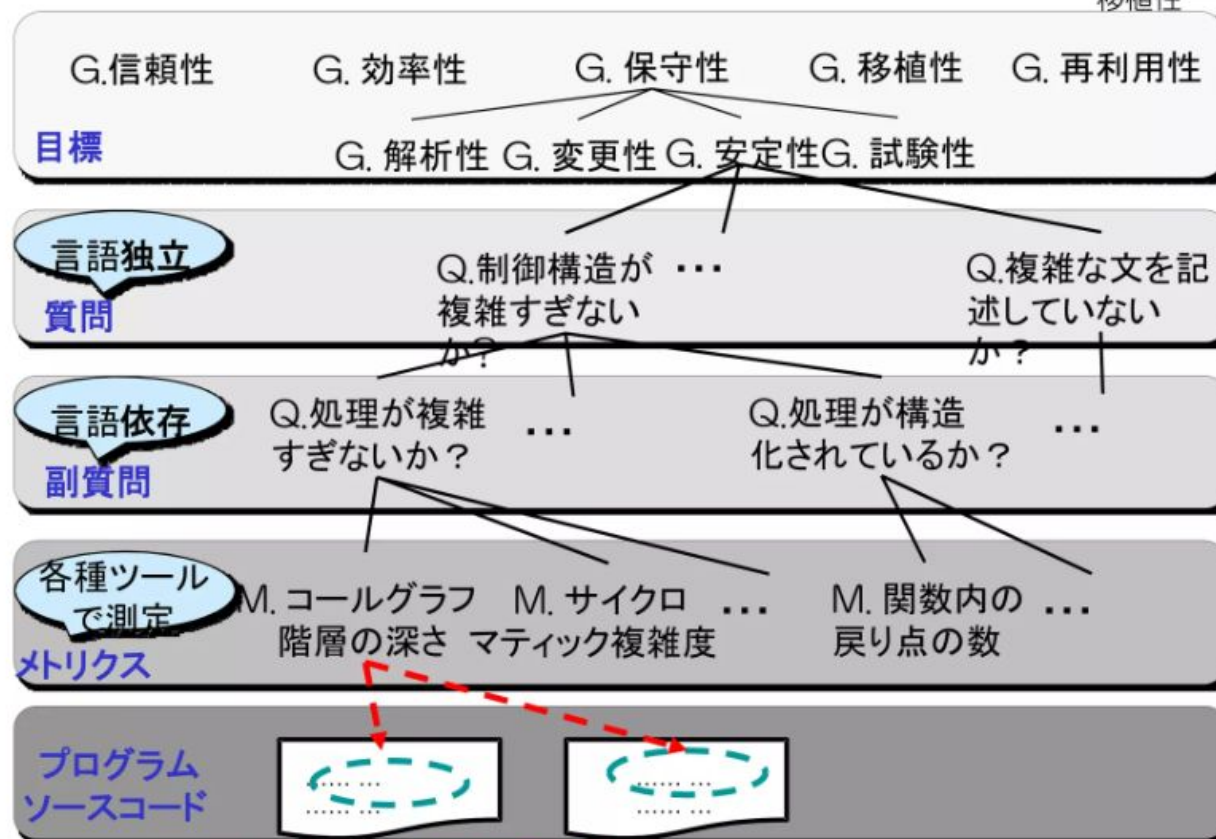 移植性
G.信頼性 G. 効率性 G. 保守性 G. 移植性 G. 再利用性
目標
G. 解析性 G. 変更性 G. 安定性 G. 試験性
言語独立
質問
Q.制御構造が
複雑すぎない
か?
...
Q.複雑な文を記
述していない
か？
言語依存
副質問
Q.処理が複雑
すぎないか？
...
Q.処理が構造
化されているか？
...
各種ツール
で測定
メトリクス
M. コールグラフ
階層の深さ
M. サイクロ
マティック複雑度
...
M. 関数内の
戻り点の数
...
プログラム
ソースコード
...... ...
...... ...
...... ...
...... ...